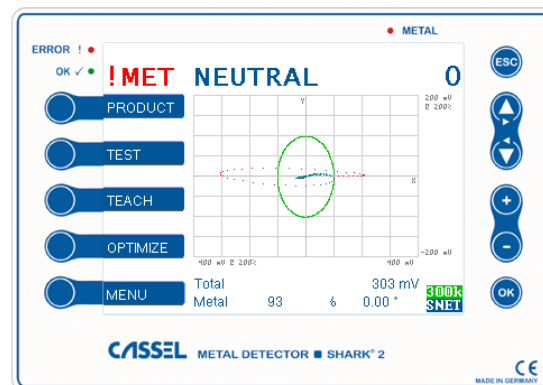 METAL
ERROR !
OK ✓
ESC
!MET NEUTRAL 0
PRODUCT
TEST
TEACH
OPTIMIZE
MENU
Y
200 mV
@ 200%
X
-200 mV
400 mV @ 200%
400 mV
Total 303 mV
Metal 93 6 0.00 °
300k
SNET
+
-
OK
CASSEL METAL DETECTOR ■ SHARK® 2
CE
MADE IN GERMANY